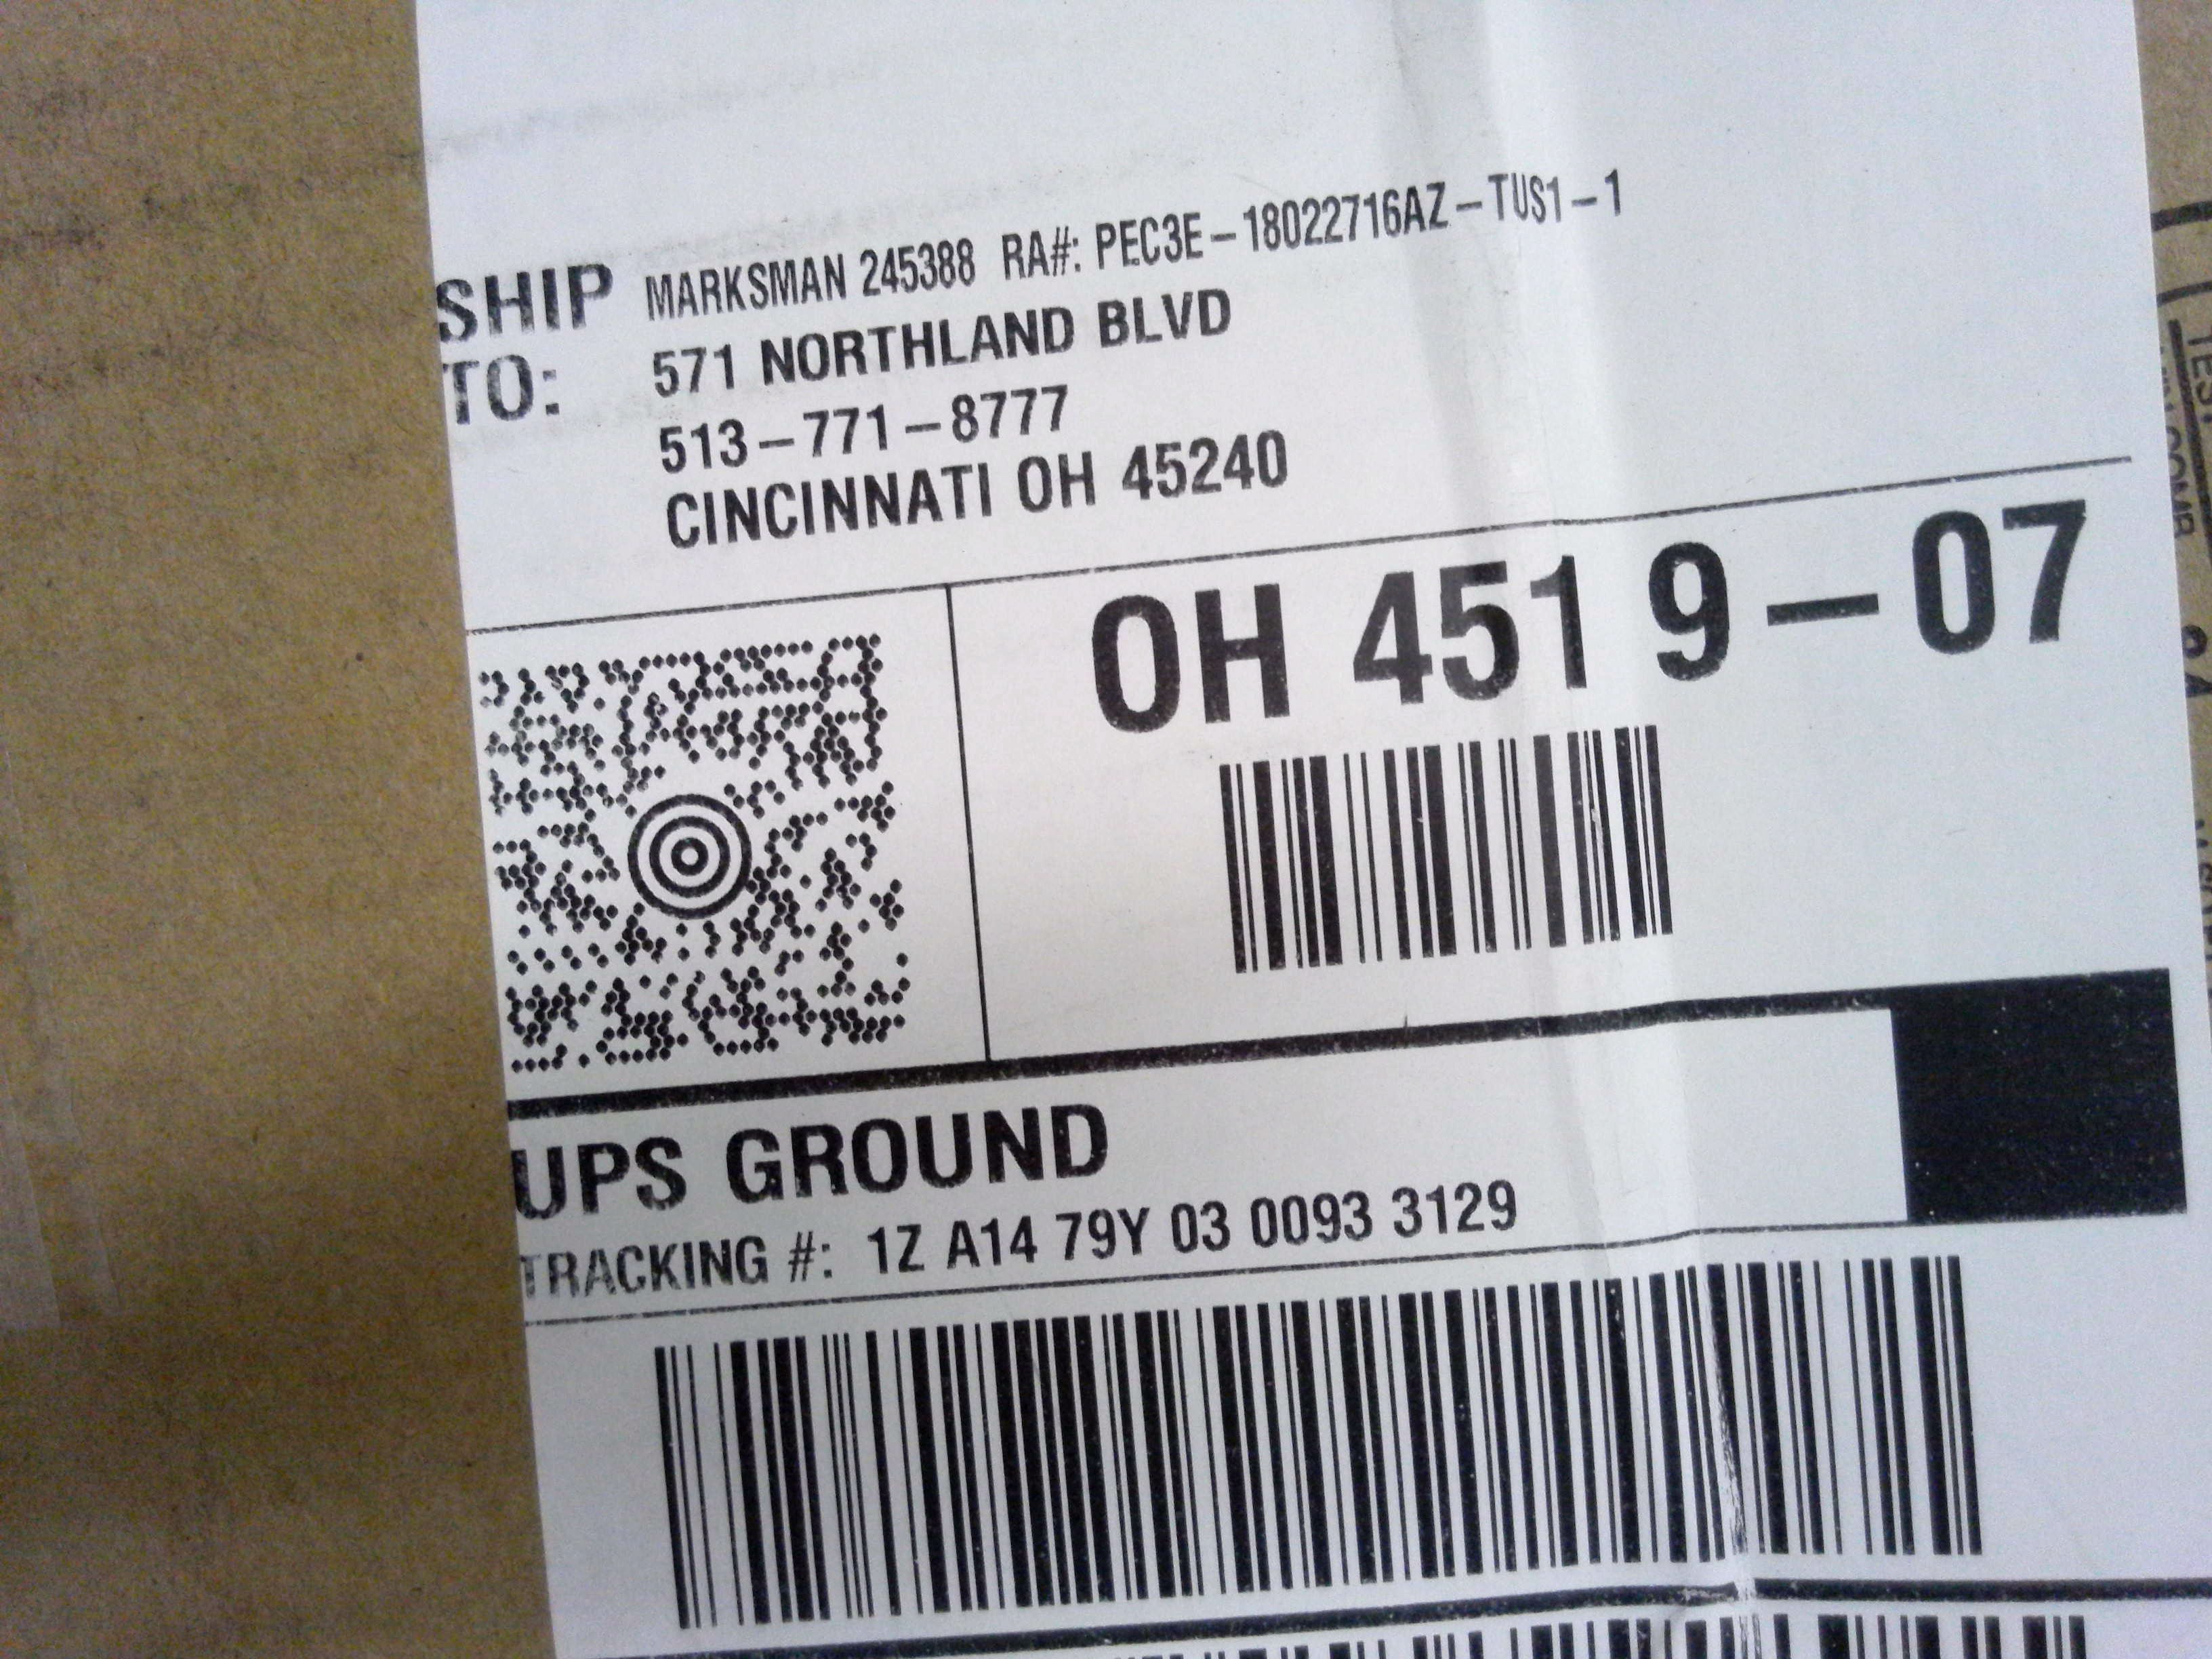 SHIP TO:
MARKSMAN 245388 RA#: PEC3E-18022716AZ-TUS1-1
571 NORTHLAND BLVD
513-771-8777
CINCINNATI OH 45240
OH 451 9-07
UPS GROUND
TRACKING #: 1Z A14 79Y 03 0093 3129
TEST